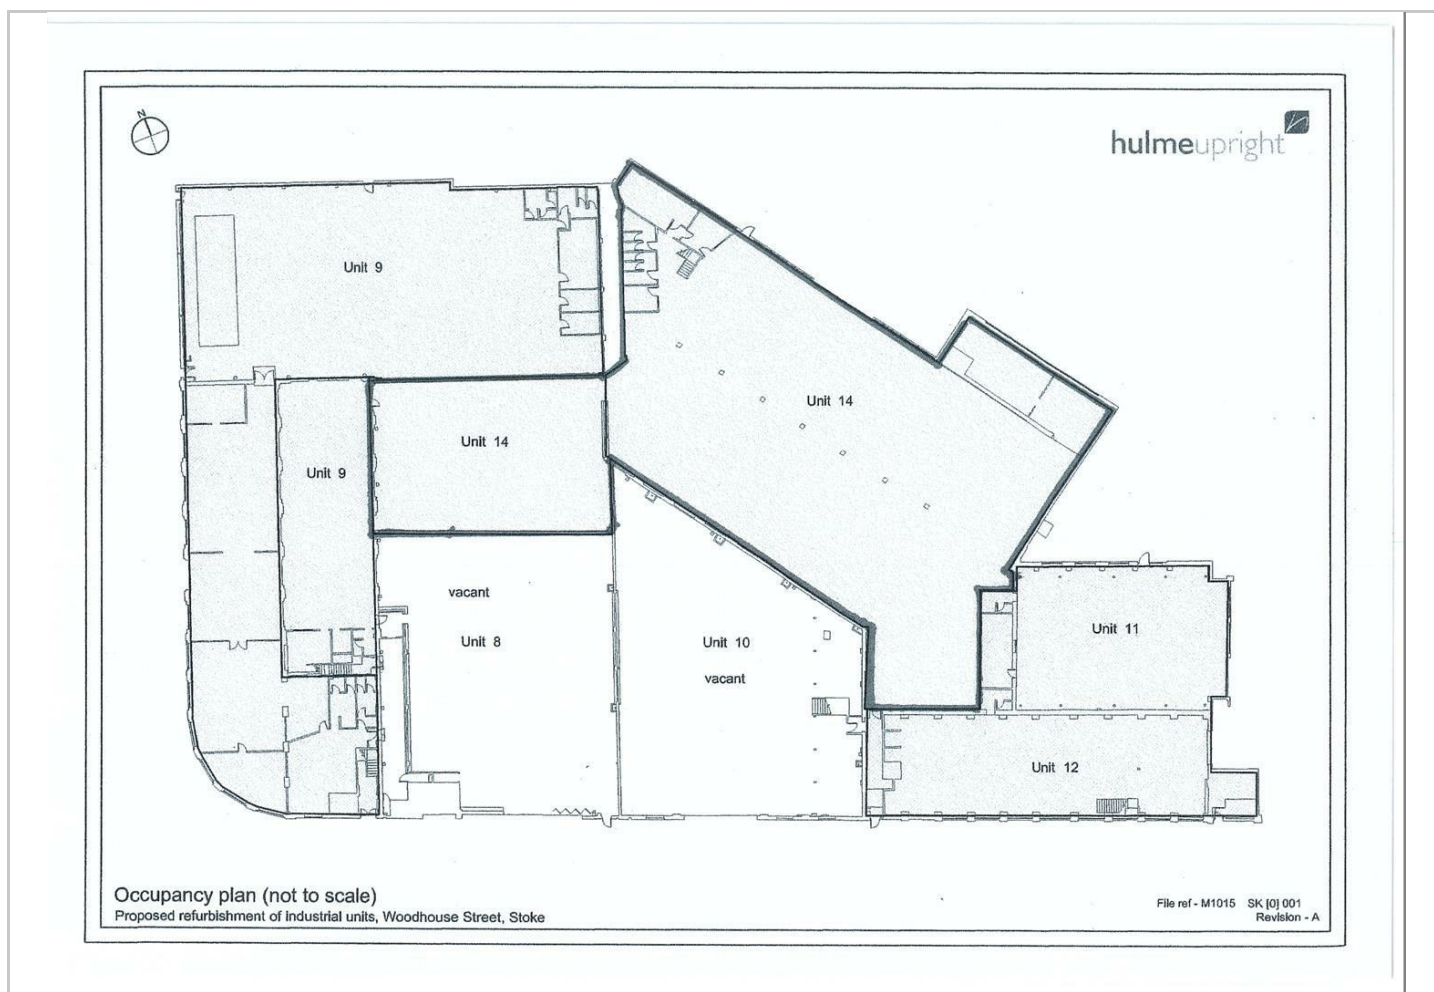 N
hulmeupright
Unit 9
Unit 14
Unit 14
Unit 9
vacant
Unit 8
Unit 10
vacant
Unit 11
Unit 12
Occupancy plan (not to scale)
Proposed refurbishment of industrial units, Woodhouse Street, Stoke
File ref - M1015 SK [0] 001
Revision - A